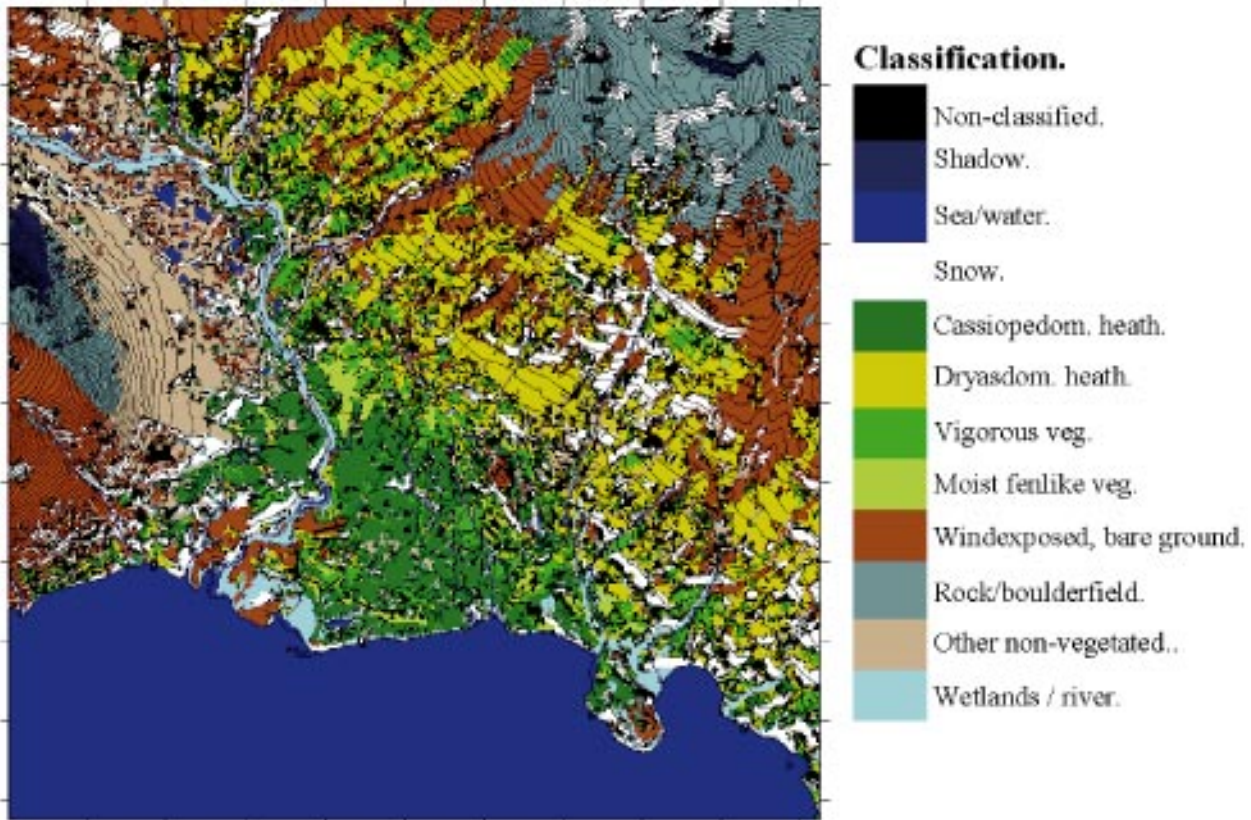 Classification.
Non-classified.
Shadow.
Sea/water.
Snow.
Cassiopedom. heath.
Dryasdom. heath.
Vigorous veg.
Moist fenlike veg.
Windexposed, bare ground.
Rock/boulderfield.
Other non-vegetated..
Wetlands / river.